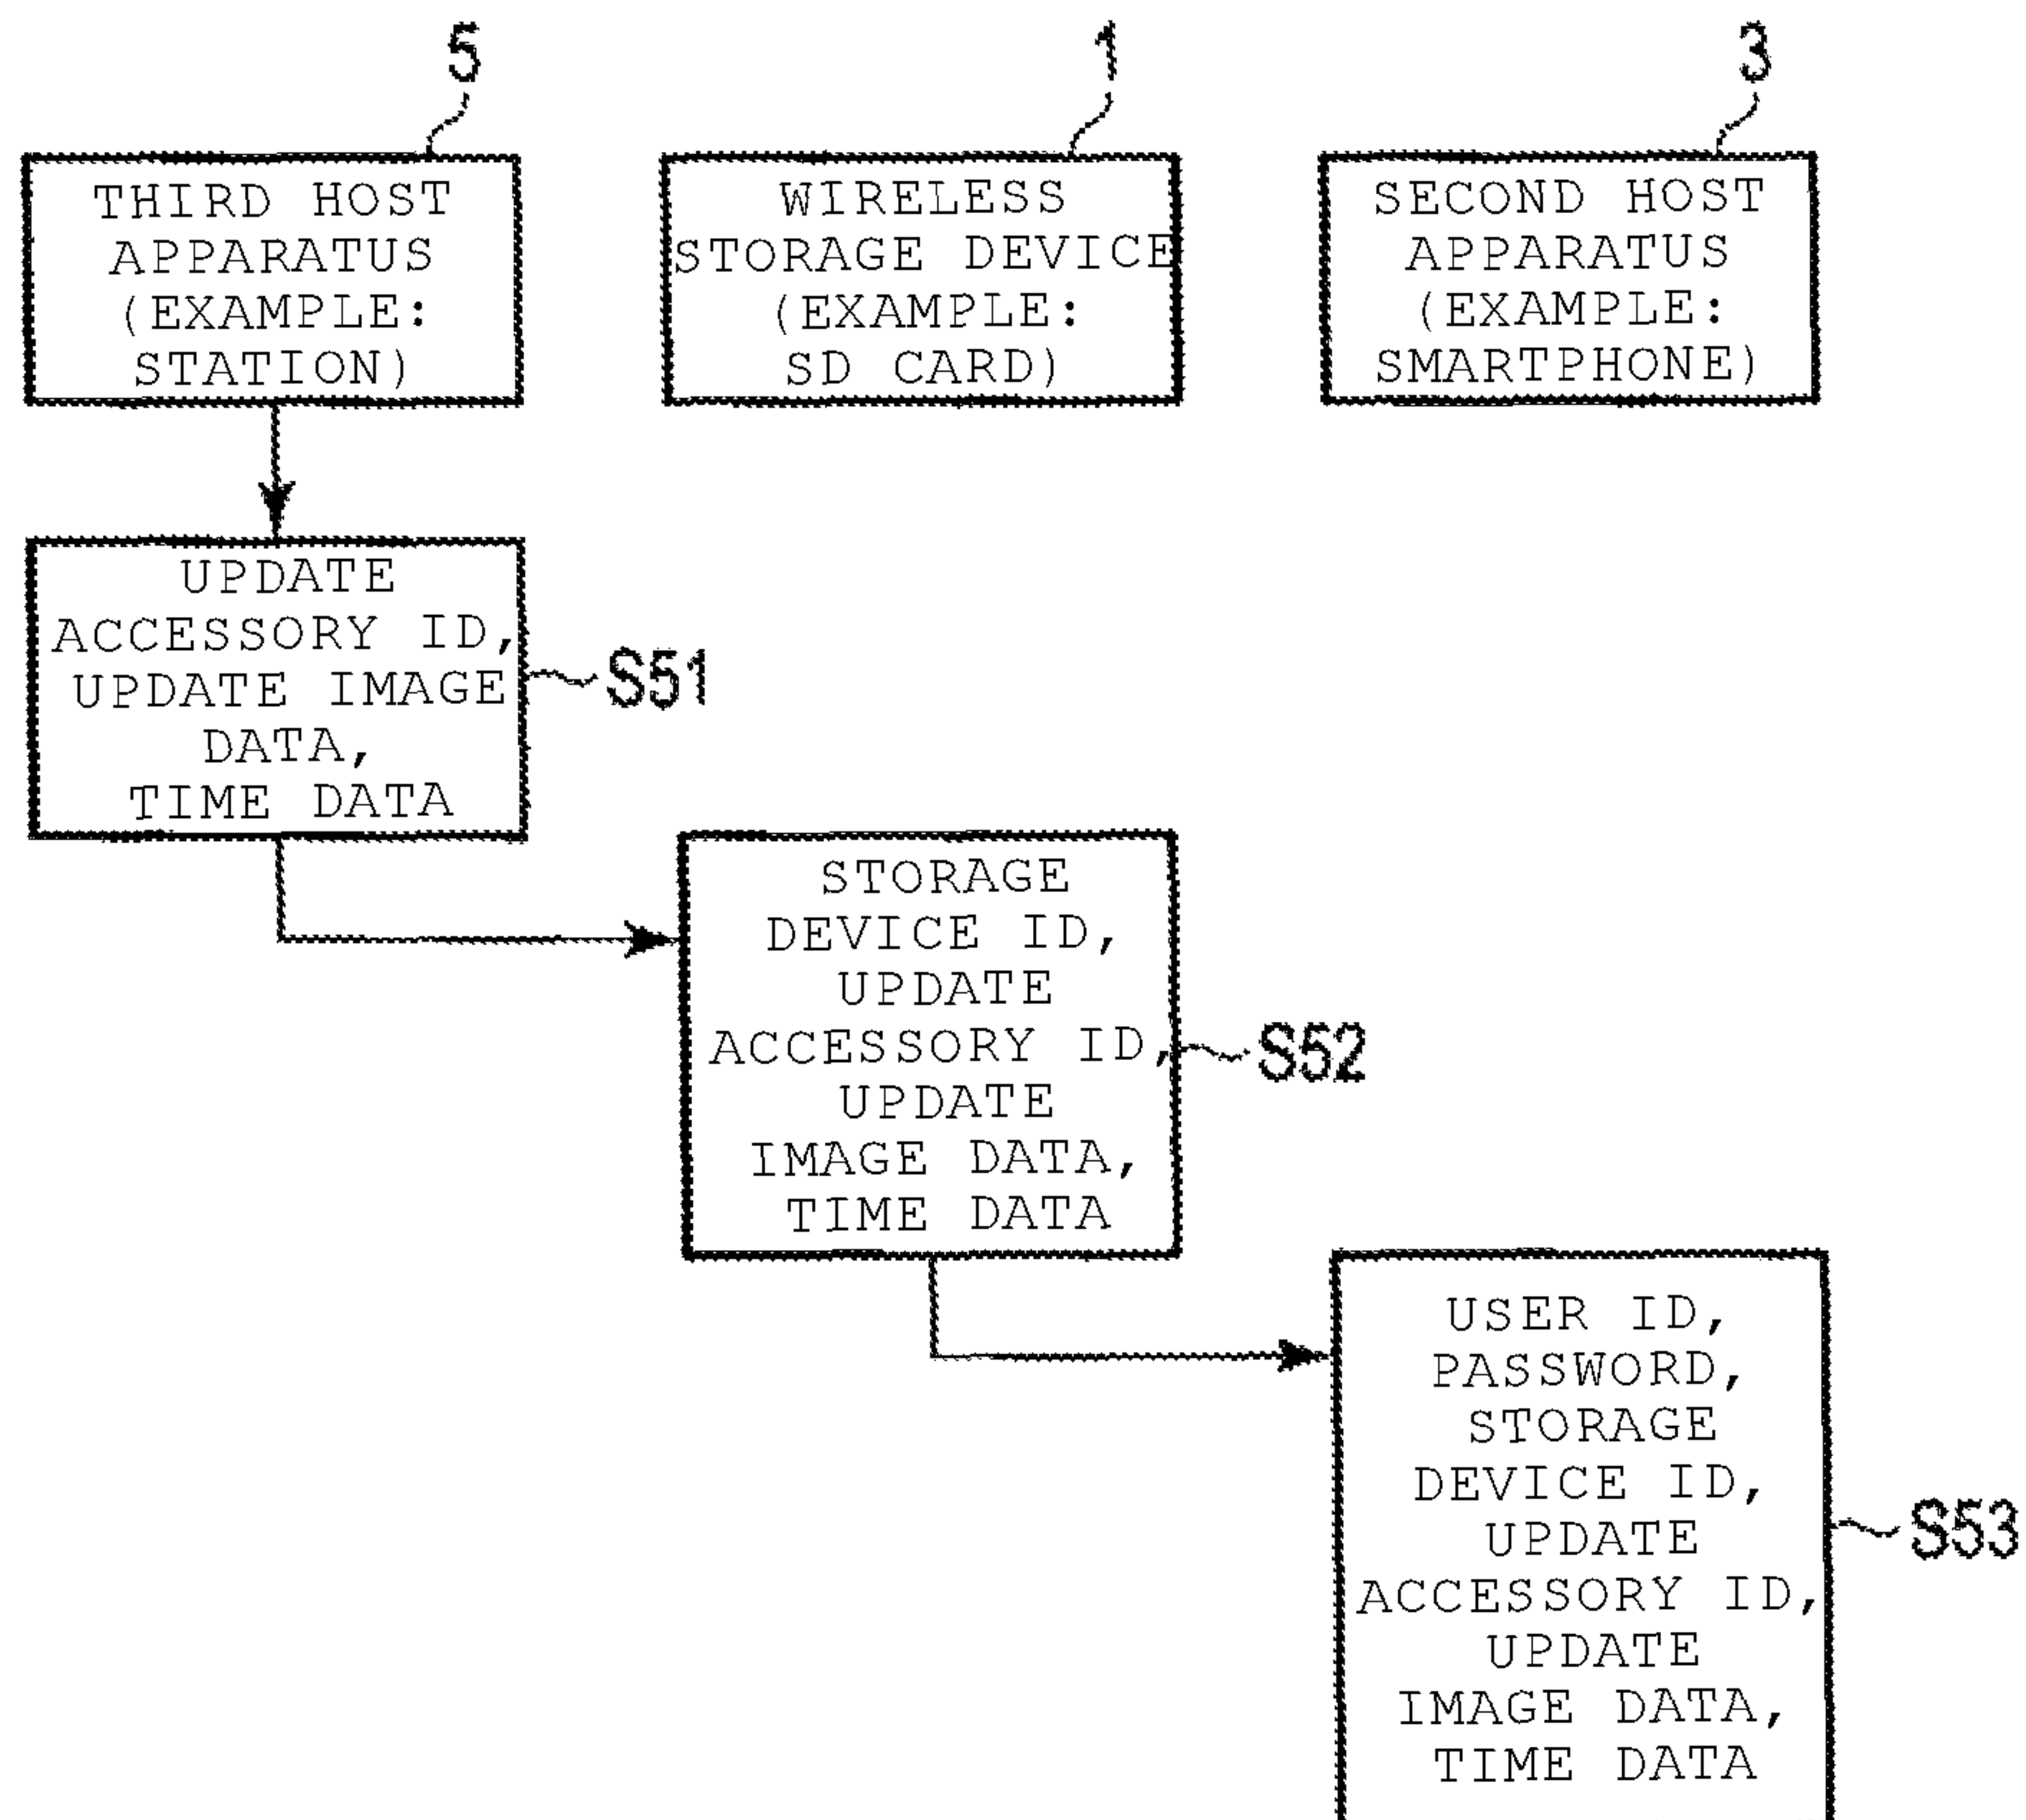 5
1
3
THIRD HOST
APPARATUS
(EXAMPLE:
STATION)
WIRELESS
STORAGE DEVICE
(EXAMPLE:
SD CARD)
SECOND HOST
APPARATUS
(EXAMPLE:
SMARTPHONE)
UPDATE
ACCESSORY ID,
UPDATE IMAGE
DATA,
TIME DATA
S51
STORAGE
DEVICE ID,
UPDATE
ACCESSORY ID,
UPDATE
IMAGE DATA,
TIME DATA
S52
USER ID,
PASSWORD,
STORAGE
DEVICE ID,
UPDATE
ACCESSORY ID,
UPDATE
IMAGE DATA,
TIME DATA
S53